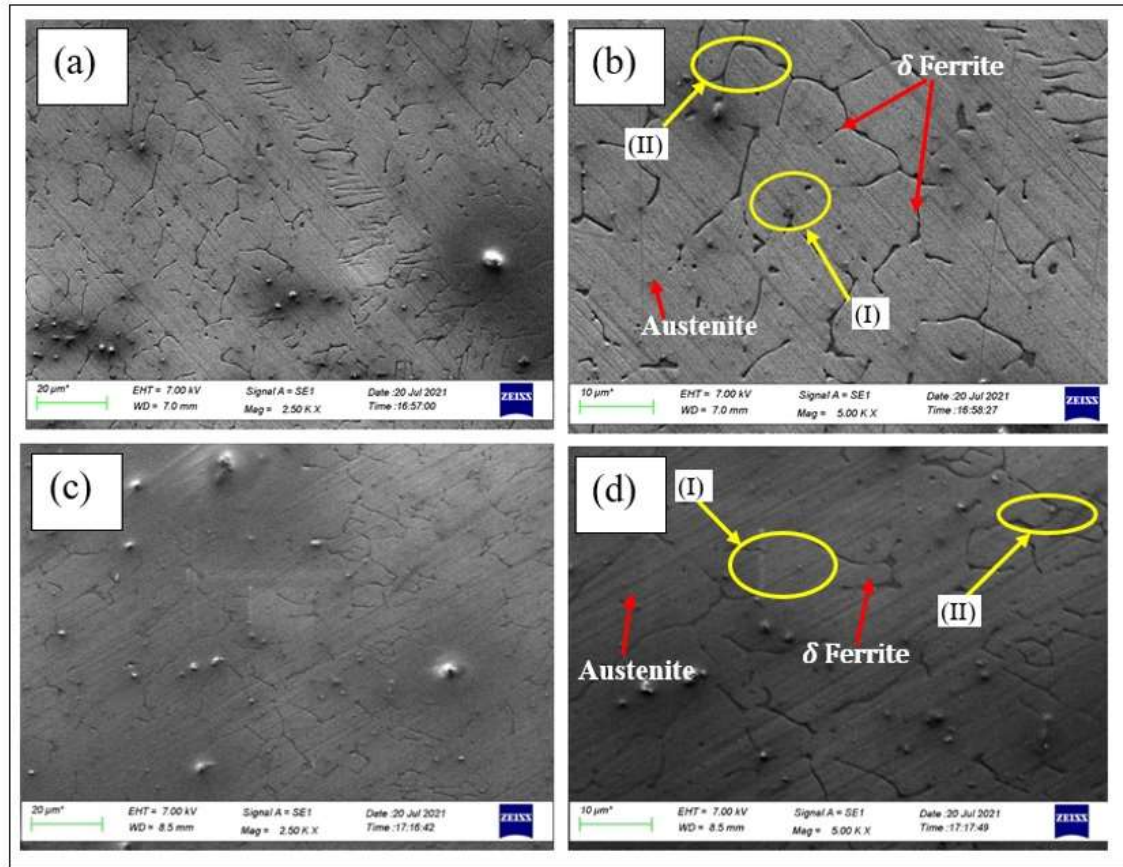 (a)
20 µm*
EHT = 7.00 kV
Signal A = SE1
Date :20 Jul 2021
WD = 7.0 mm
Mag = 2.50 K X
Time :16:57:00
ZEISS
(b)
δ Ferrite
(II)
(I)
Austenite
10 µm*
EHT = 7.00 kV
Signal A = SE1
Date :20 Jul 2021
WD = 7.0 mm
Mag = 5.00 K X
Time :16:58:27
ZEISS
(c)
20 µm*
EHT = 7.00 kV
Signal A = SE1
Date :20 Jul 2021
WD = 8.5 mm
Mag = 2.50 K X
Time :17:16:42
ZEISS
(d)
(I)
(II)
δ Ferrite
Austenite
10 µm*
EHT = 7.00 kV
Signal A = SE1
Date :20 Jul 2021
WD = 8.5 mm
Mag = 5.00 K X
Time :17:17:49
ZEISS